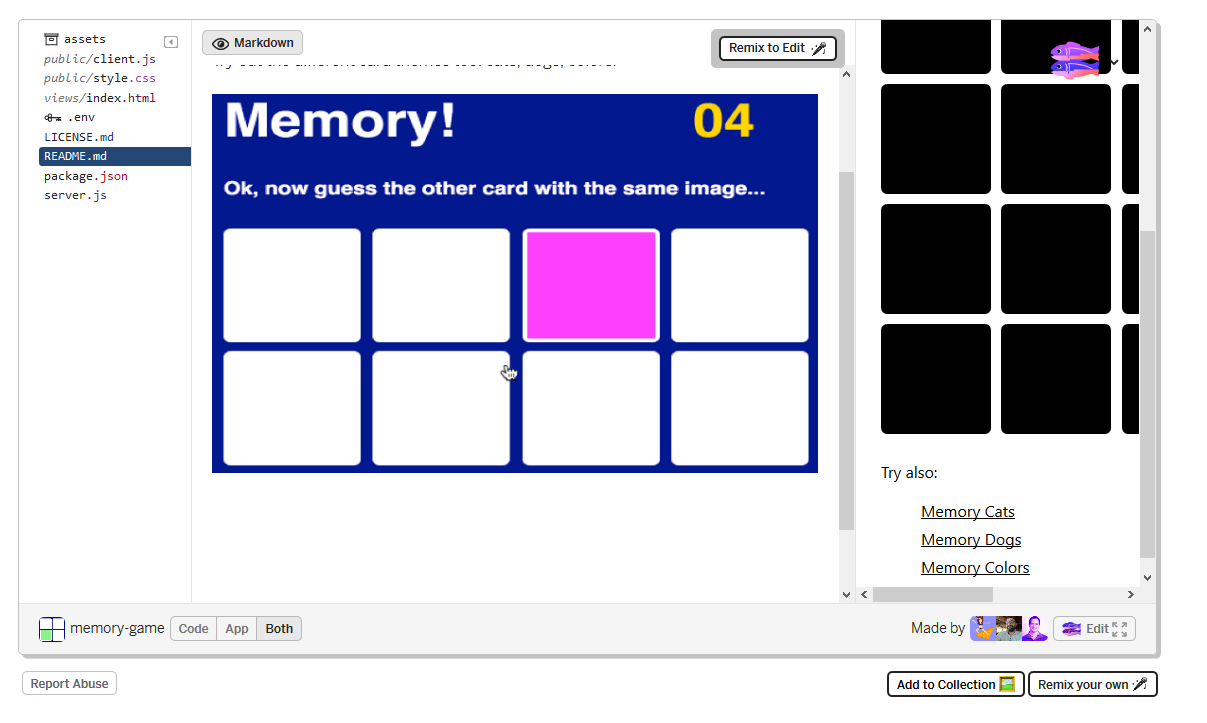 assets
public/client.js
public/style.css
views/index.html
.env
LICENSE.md
README.md
package.json
server.js
Markdown
Remix to Edit
Memory!
04
Ok, now guess the other card with the same image...
Try also:
Memory Cats
Memory Dogs
Memory Colors
memory-game
Code
App
Both
Made by
Edit
Report Abuse
Add to Collection
Remix your own